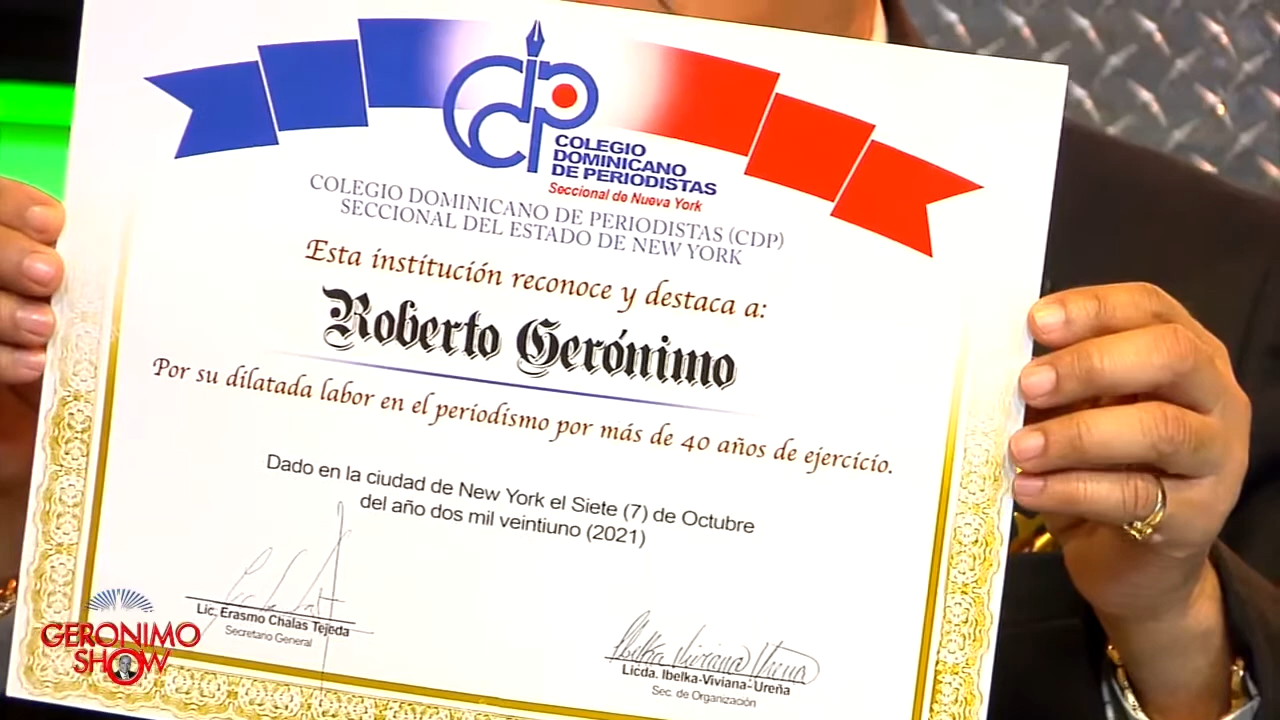 CDP
COLEGIO
DOMINICANO
DE PERIODISTAS
Seccional de Nueva York
COLEGIO DOMINICANO DE PERIODISTAS (CDP)
SECCIONAL DEL ESTADO DE NEW YORK
Esta institución reconoce y destaca a:
Roberto Gerónimo
Por su dilatada labor en el periodismo por más de 40 años de ejercicio.
Dado en la ciudad de New York el Siete (7) de Octubre
del año dos mil veintiuno (2021)
Lic. Erasmo Chalas Tejeda
Secretario General
Ibelka Viviana Ureña
Licda. Ibelka-Viviana-Ureña
Sec. de Organización
GERONIMO
SHOW